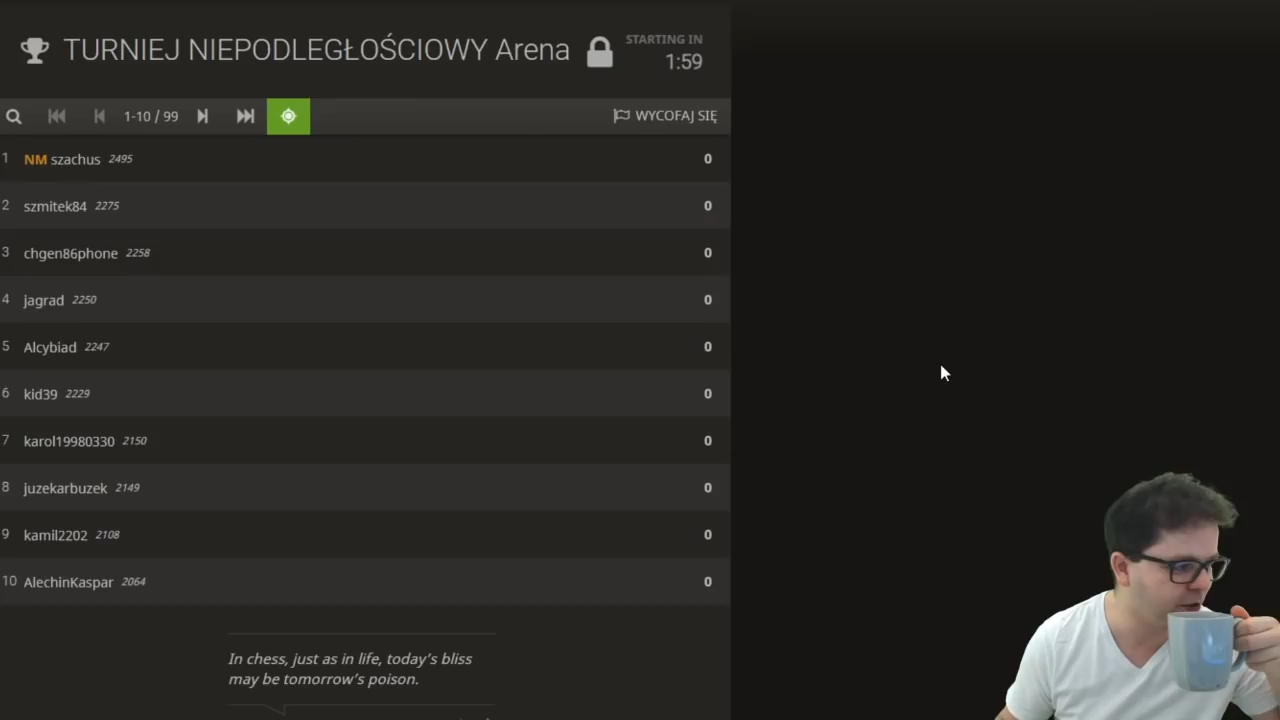 TURNIEJ NIEPODLEGŁOŚCIOWY Arena
STARTING IN
1:59
1-10 / 99
WYCOFAJ SIĘ
1 NM szachus 2495 0
2 szmitek84 2275 0
3 chgen86phone 2258 0
4 jagrad 2250 0
5 Alcybiad 2247 0
6 kid39 2229 0
7 karol19980330 2150 0
8 juzekarbuzek 2149 0
9 kamil2202 2108 0
10 AlechinKaspar 2064 0
In chess, just as in life, today's bliss
may be tomorrow's poison.